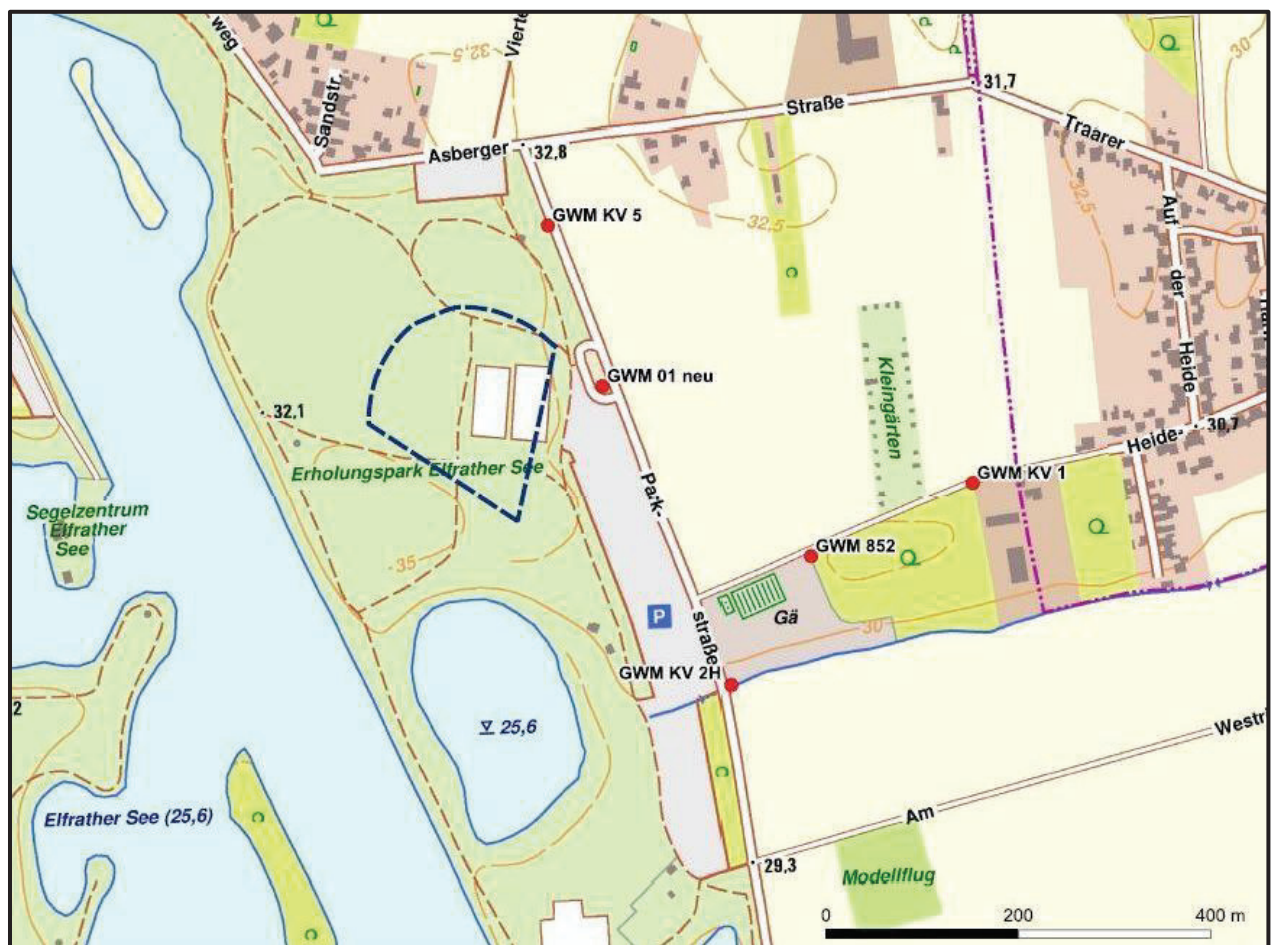 weg
Sandstr.
32,5
Asberger
32,8
Straße
31,7
Traarer
30
32,5
32,5
Auf
der
Heide
GWM KV 5
GWM 01 neu
32,1
Erholungspark Elfrather See
Segelzentrum
Elfrather
See
35
Park-
straße
Kleingärten
GWM KV 1
Heide-
30,7
GWM 852
P
Gä
30
GWM KV 2H
25,6
2
Elfrather See (25,6)
Am
29,3
Modellflug
0
200
400 m